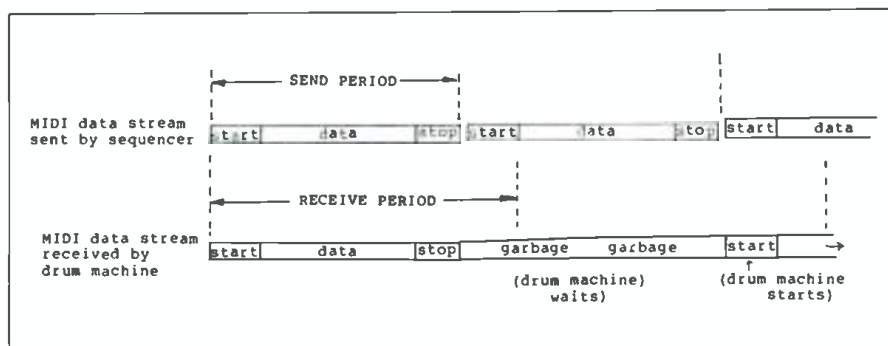 SEND PERIOD
MIDI data stream
sent by sequencer
start data stop start data stop start data
RECEIVE PERIOD
MIDI data stream
received by
drum machine
start data stop garbage garbage start
(drum machine) waits)
(drum machine starts)